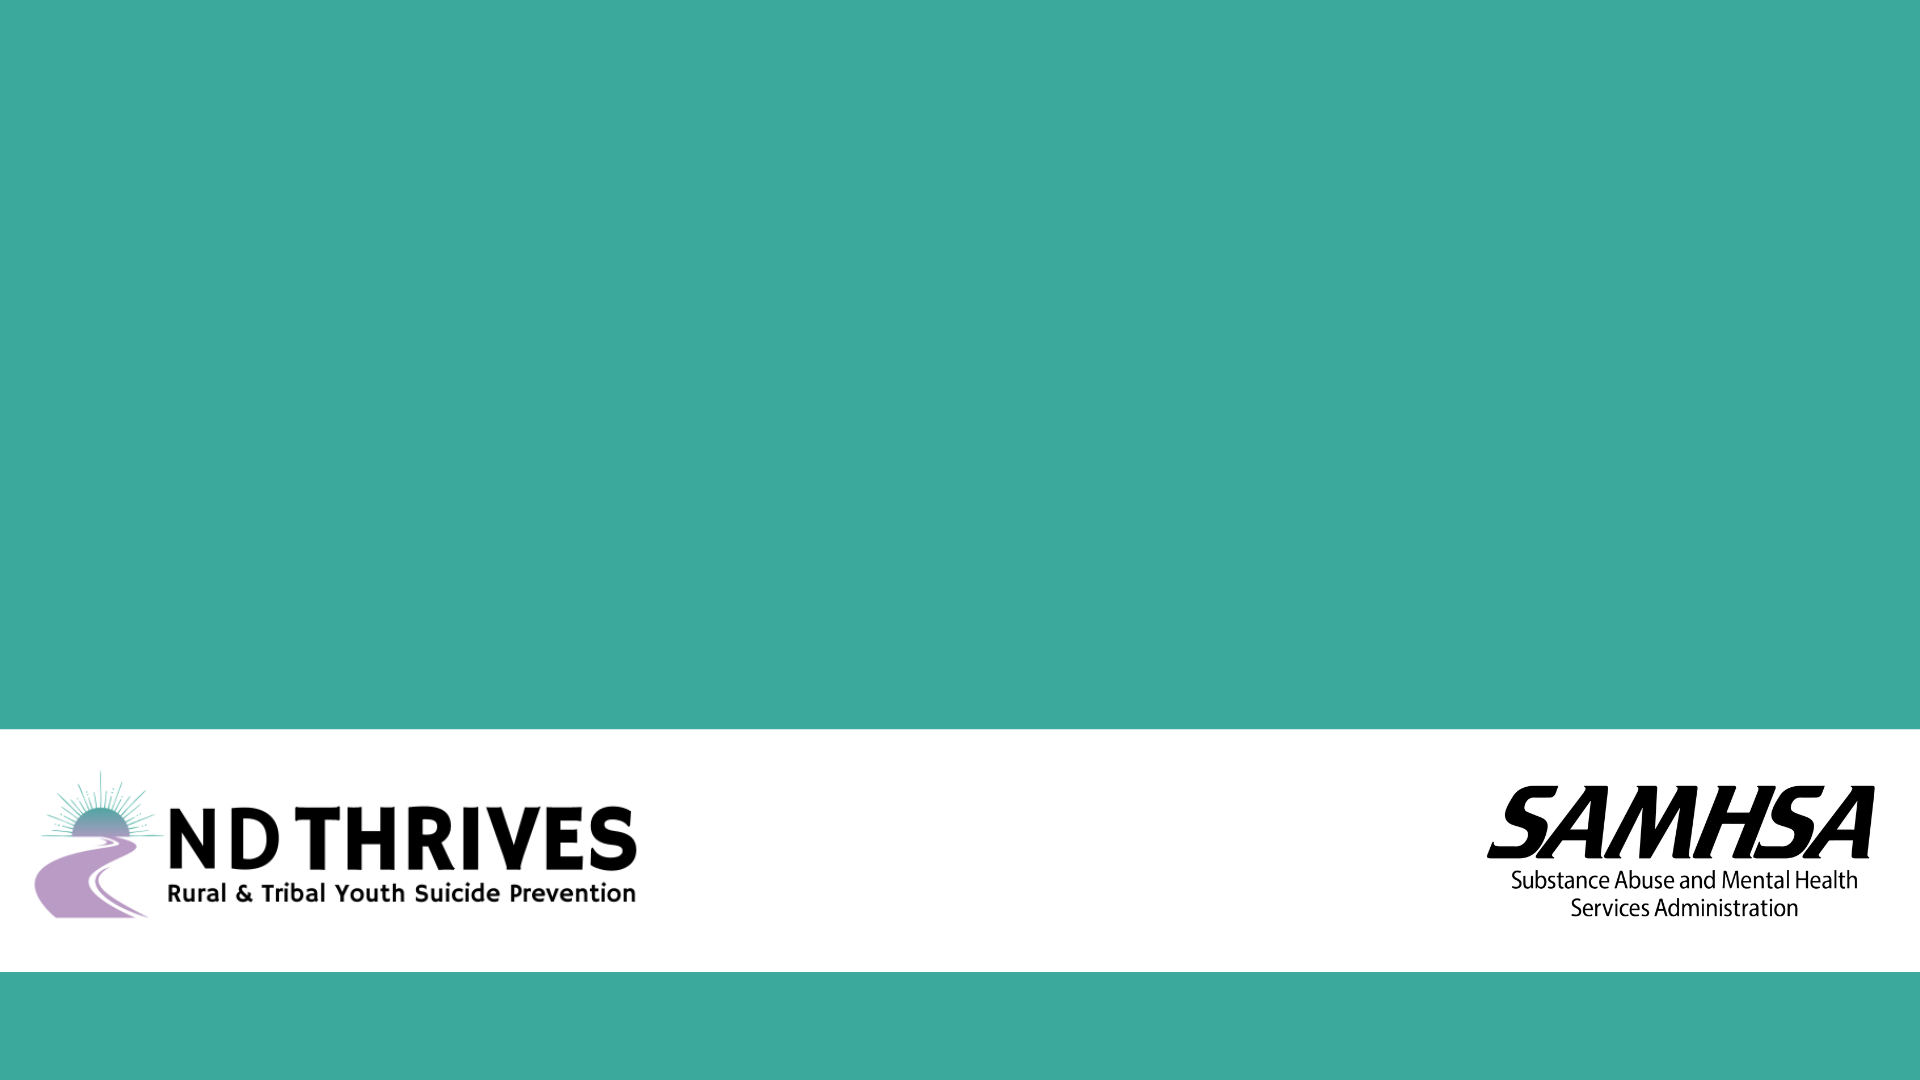 ND THRIVES
Rural & Tribal Youth Suicide Prevention
SAMHSA
Substance Abuse and Mental Health
Services Administration